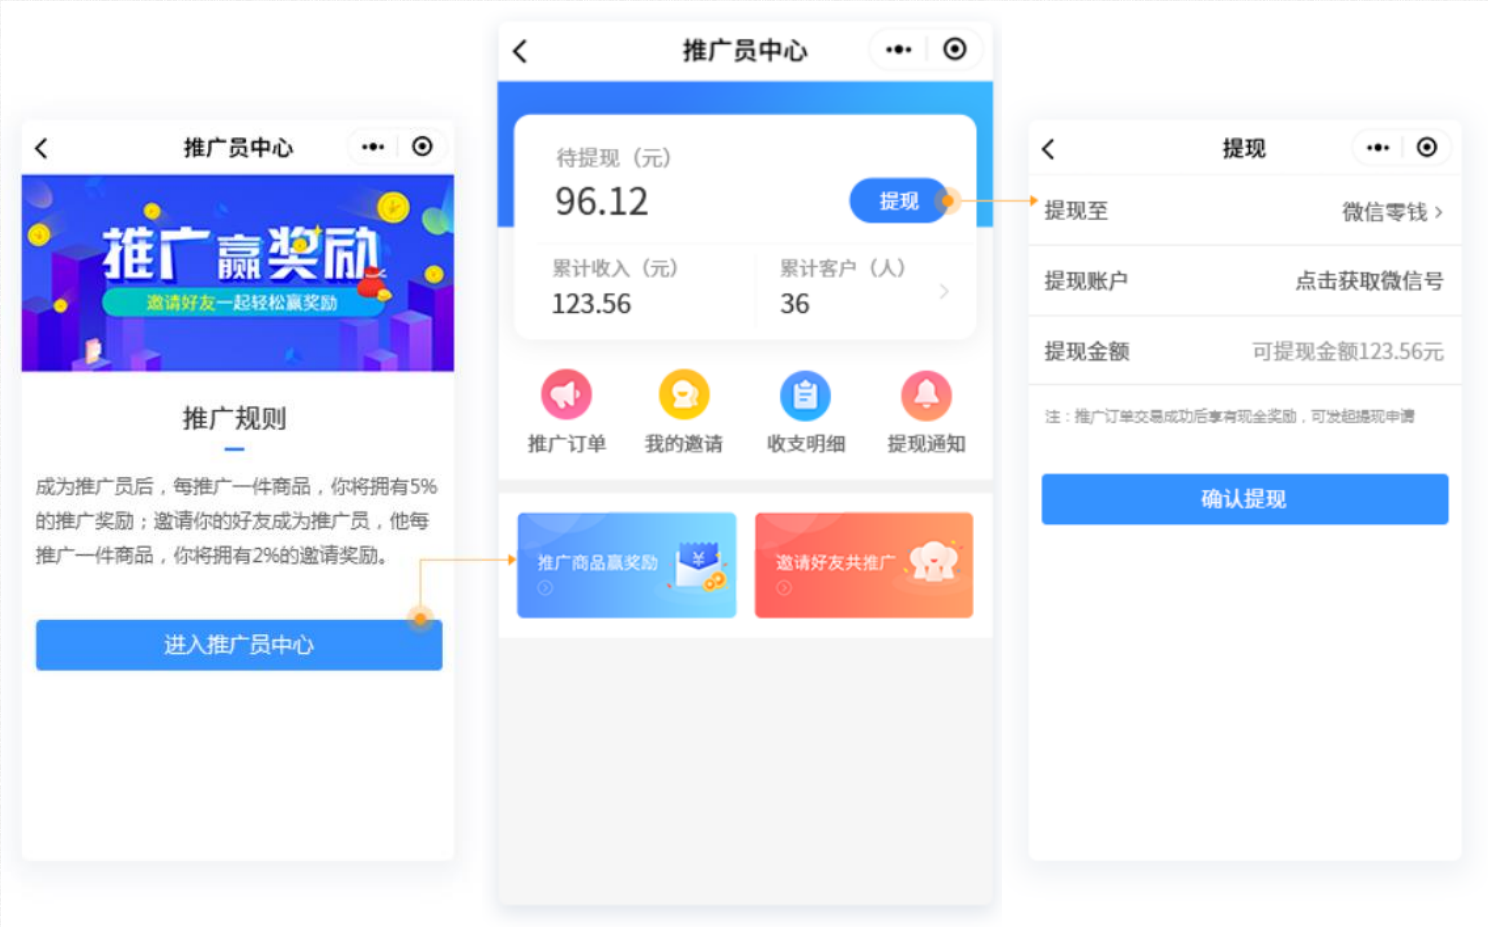 推广员中心
推广赢奖励
邀请好友一起轻松赢奖励
推广规则
成为推广员后，每推广一件商品，你将拥有5%
的推广奖励；邀请你的好友成为推广员，他每
推广一件商品，你将拥有2%的邀请奖励。
进入推广员中心
推广员中心
待提现（元）
96.12
提现
累计收入（元）
累计客户（人）
123.56
36
推广订单
我的邀请
收支明细
提现通知
推广商品赢奖励
邀请好友共推广
提现
提现至
微信零钱
提现账户
点击获取微信号
提现金额
可提现金额123.56元
注：推广订单交易成功后享有现金奖励，可发起提现申请
确认提现